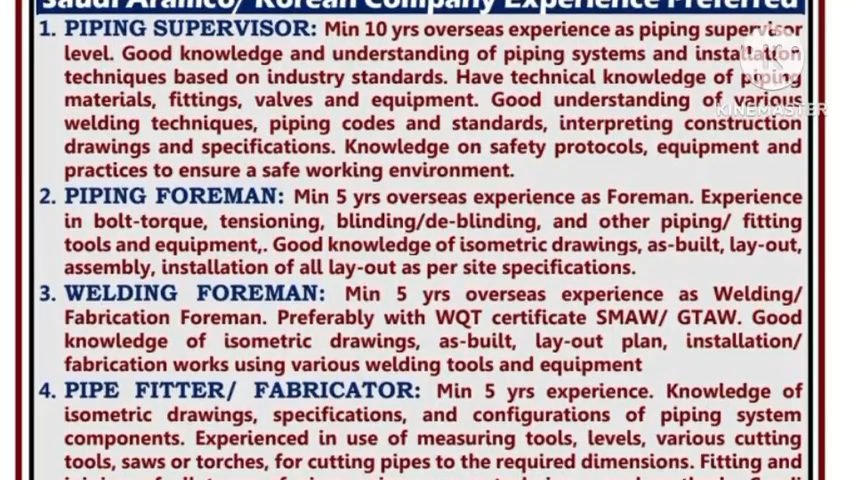 Saudi Aramco/ Korean Company Experience Preferred
1. PIPING SUPERVISOR: Min 10 yrs overseas experience as piping supervisor
level. Good knowledge and understanding of piping systems and installation
techniques based on industry standards. Have technical knowledge of piping
materials, fittings, valves and equipment. Good understanding of various
welding techniques, piping codes and standards, interpreting construction
drawings and specifications. Knowledge on safety protocols, equipment and
practices to ensure a safe working environment.
2. PIPING FOREMAN: Min 5 yrs overseas experience as Foreman. Experience
in bolt-torque, tensioning, blinding/de-blinding, and other piping/ fitting
tools and equipment,. Good knowledge of isometric drawings, as-built, lay-out,
assembly, installation of all lay-out as per site specifications.
3. WELDING FOREMAN: Min 5 yrs overseas experience as Welding/
Fabrication Foreman. Preferably with WQT certificate SMAW/ GTAW. Good
knowledge of isometric drawings, as-built, lay-out plan, installation/
fabrication works using various welding tools and equipment
4. PIPE FITTER/ FABRICATOR: Min 5 yrs experience. Knowledge of
isometric drawings, specifications, and configurations of piping system
components. Experienced in use of measuring tools, levels, various cutting
tools, saws or torches, for cutting pipes to the required dimensions. Fitting and
KINEMASTER